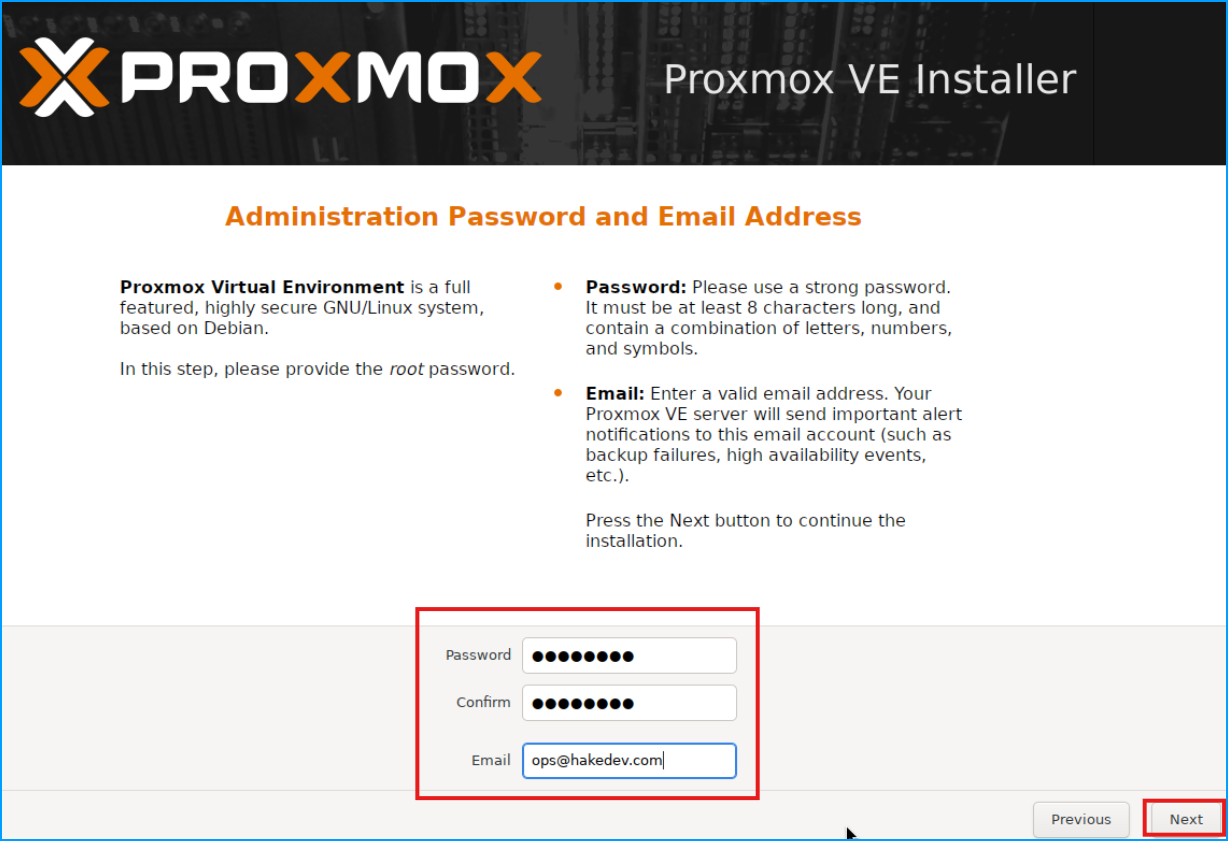 PROXMOX
Proxmox VE Installer
Administration Password and Email Address
Proxmox Virtual Environment is a full
featured, highly secure GNU/Linux system,
based on Debian.
In this step, please provide the root password.
Password: Please use a strong password.
It must be at least 8 characters long, and
contain a combination of letters, numbers,
and symbols.
Email: Enter a valid email address. Your
Proxmox VE server will send important alert
notifications to this email account (such as
backup failures, high availability events,
etc.).
Press the Next button to continue the
installation.
Password ●●●●●●●●
Confirm ●●●●●●●●
Email ops@hakedev.com
Previous Next